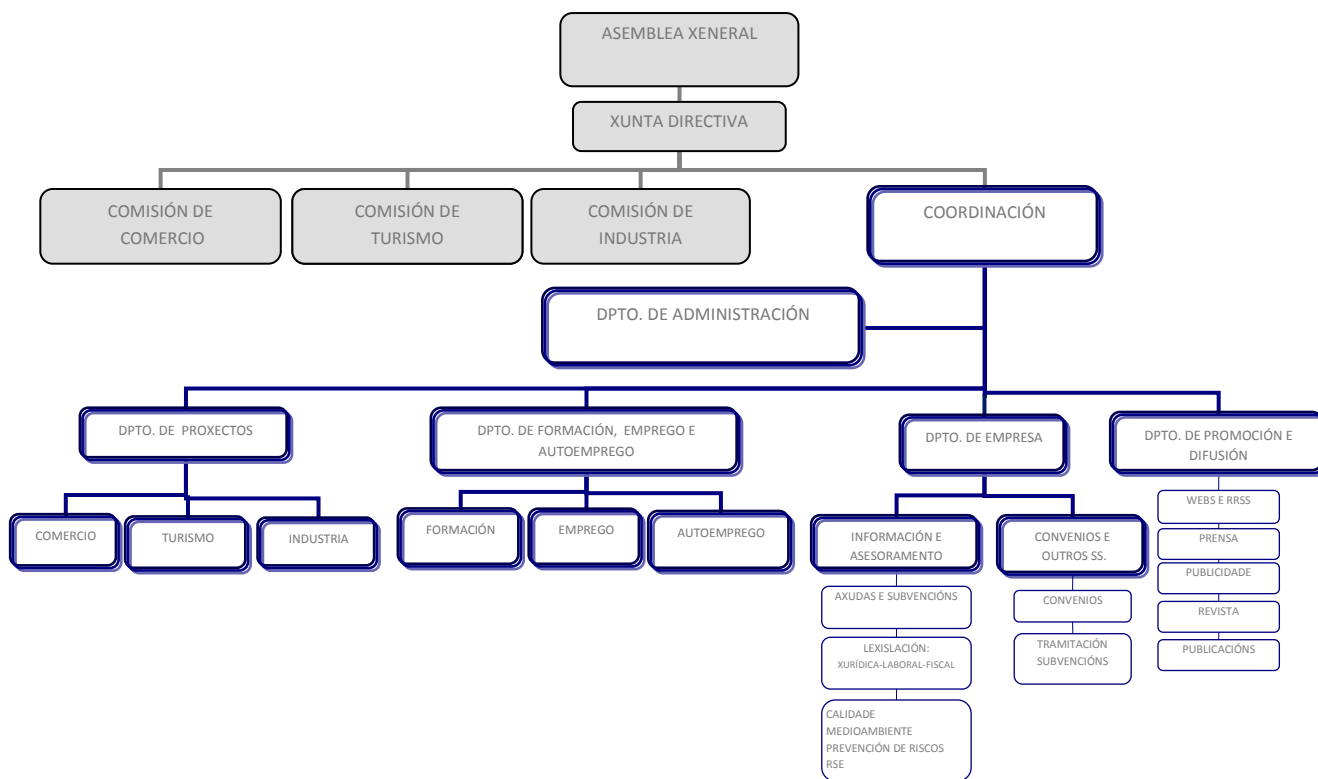 ASEMBLEA XENERAL
XUNTA DIRECTIVA
COMISIÓN DE
COMERCIO
COMISIÓN DE
TURISMO
COMISIÓN DE
INDUSTRIA
COORDINACIÓN
DPTO. DE ADMINISTRACIÓN
DPTO. DE PROXECTOS
DPTO. DE FORMACIÓN, EMPREGO E
AUTOEMPREGO
DPTO. DE EMPRESA
DPTO. DE PROMOCIÓN E
DIFUSIÓN
COMERCIO
TURISMO
INDUSTRIA
FORMACIÓN
EMPREGO
AUTOEMPREGO
INFORMACIÓN E
ASESORAMENTO
CONVENIOS E
OUTROS SS.
WEBS E RRSS
PRENSA
PUBLICIDADE
REVISTA
PUBLICACIÓNS
AXUDAS E SUBVENCIÓNS
LEXISLACIÓN:
XURÍDICA-LABORAL-FISCAL
CALIDADE
MEDIOAMBIENTE
PREVENCIÓN DE RISCOS
RSE
CONVENIOS
TRAMITACIÓN
SUBVENCIÓNS